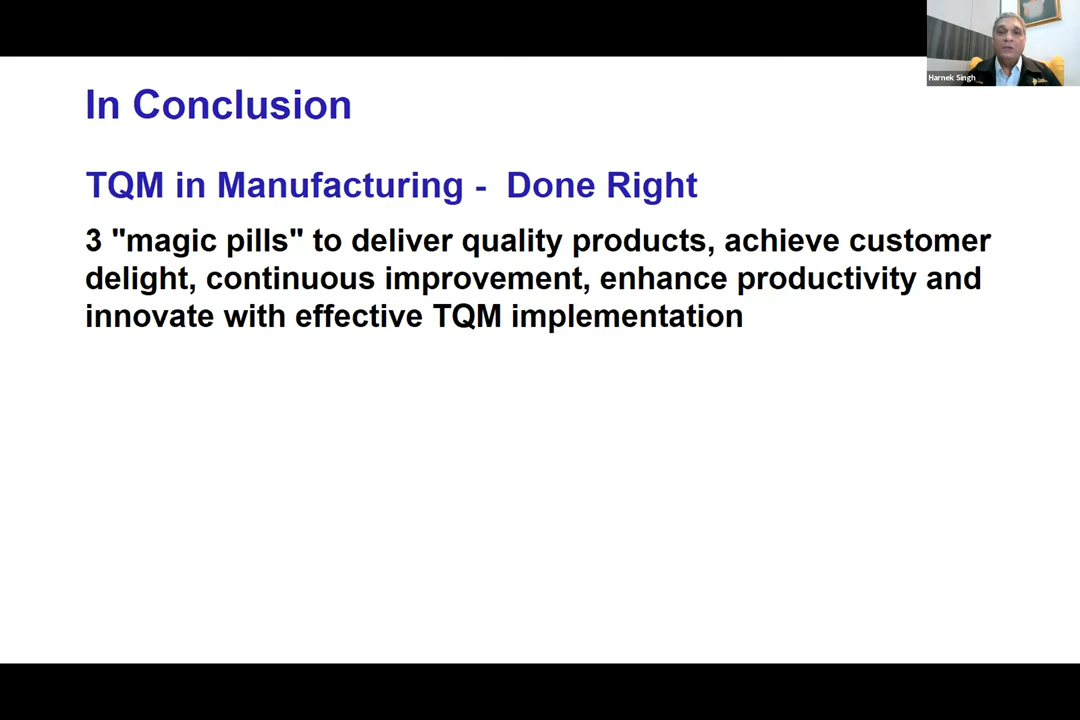 Harnek Singh
In Conclusion
TQM in Manufacturing - Done Right
3 "magic pills" to deliver quality products, achieve customer
delight, continuous improvement, enhance productivity and
innovate with effective TQM implementation